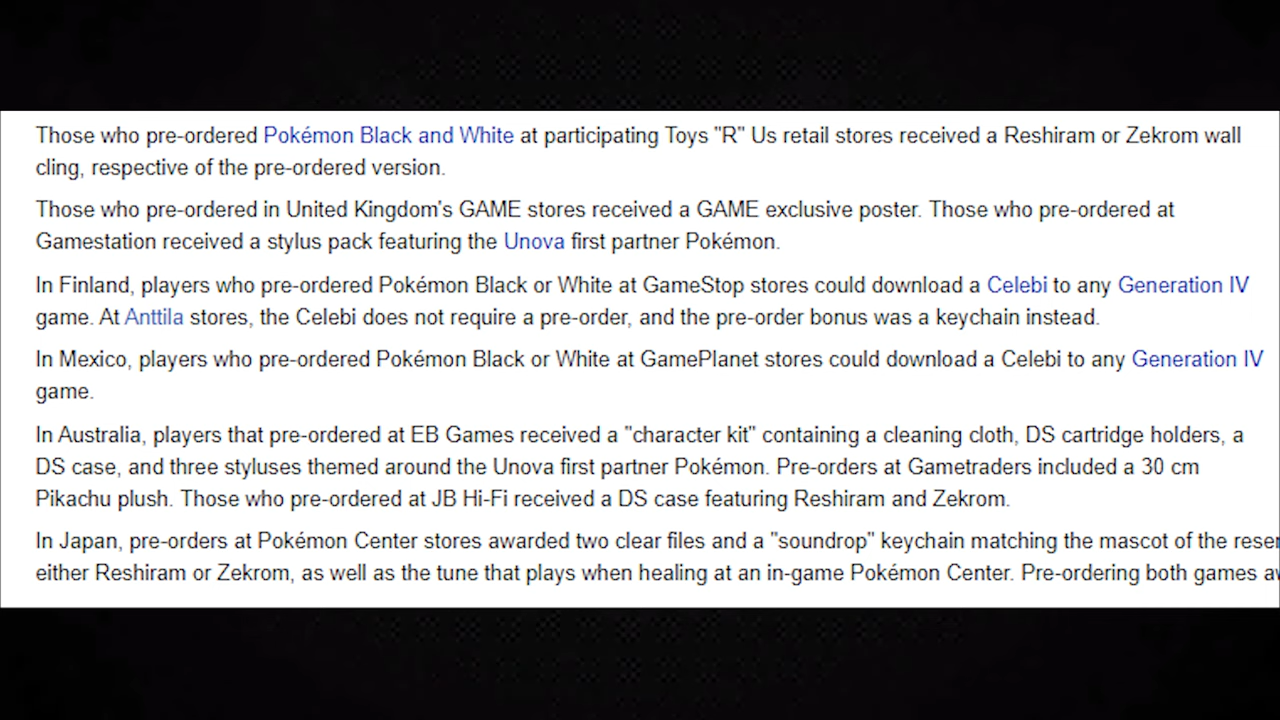 Those who pre-ordered Pokémon Black and White at participating Toys "R" Us retail stores received a Reshiram or Zekrom wall
cling, respective of the pre-ordered version.
Those who pre-ordered in United Kingdom's GAME stores received a GAME exclusive poster. Those who pre-ordered at
Gamestation received a stylus pack featuring the Unova first partner Pokémon.
In Finland, players who pre-ordered Pokémon Black or White at GameStop stores could download a Celebi to any Generation IV
game. At Anttila stores, the Celebi does not require a pre-order, and the pre-order bonus was a keychain instead.
In Mexico, players who pre-ordered Pokémon Black or White at GamePlanet stores could download a Celebi to any Generation IV
game.
In Australia, players that pre-ordered at EB Games received a "character kit" containing a cleaning cloth, DS cartridge holders, a
DS case, and three styluses themed around the Unova first partner Pokémon. Pre-orders at Gametraders included a 30 cm
Pikachu plush. Those who pre-ordered at JB Hi-Fi received a DS case featuring Reshiram and Zekrom.
In Japan, pre-orders at Pokémon Center stores awarded two clear files and a "soundrop" keychain matching the mascot of the
either Reshiram or Zekrom, as well as the tune that plays when healing at an in-game Pokémon Center. Pre-ordering both games